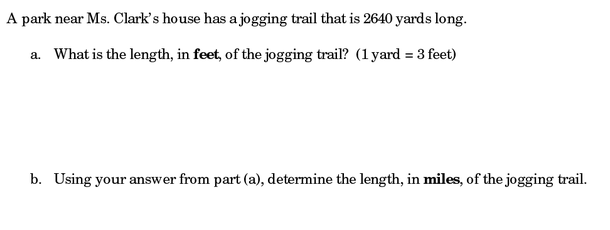 A park near Ms. Clark's house has a jogging trail that is 2640 yards long.
a. What is the length, in feet, of the jogging trail? (1 yard = 3 feet)
b. Using your answer from part (a), determine the length, in miles, of the jogging trail.